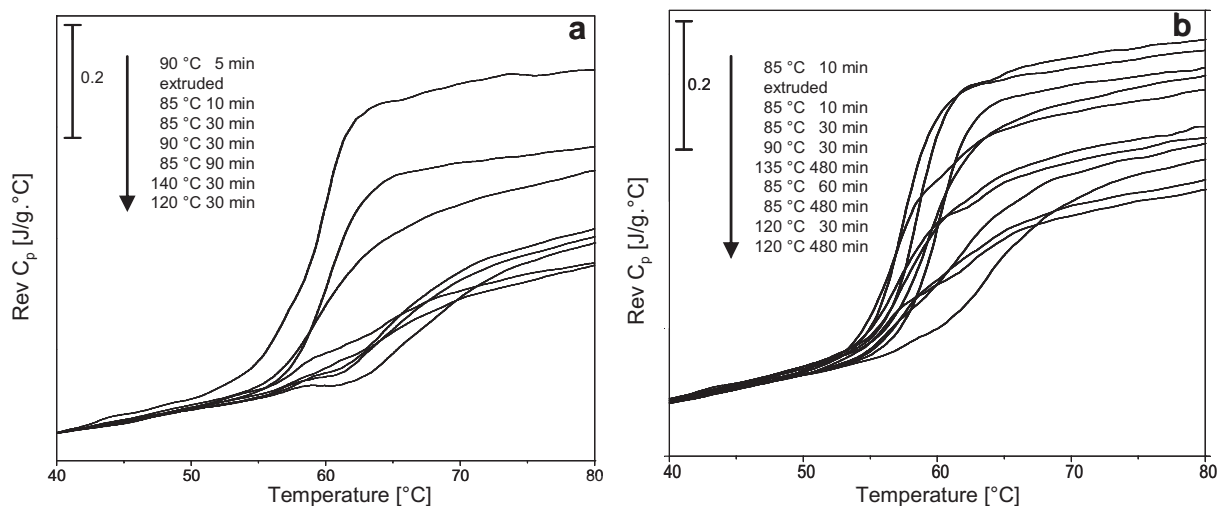 a
0.2
90 °C 5 min
extruded
85 °C 10 min
85 °C 30 min
90 °C 30 min
85 °C 90 min
140 °C 30 min
120 °C 30 min
Rev Cp [J/g.°C]
40 50 60 70 80
Temperature [°C]
b
0.2
85 °C 10 min
extruded
85 °C 10 min
85 °C 30 min
90 °C 30 min
135 °C 480 min
85 °C 60 min
85 °C 480 min
120 °C 30 min
120 °C 480 min
Rev Cp [J/g.°C]
40 50 60 70 80
Temperature [°C]